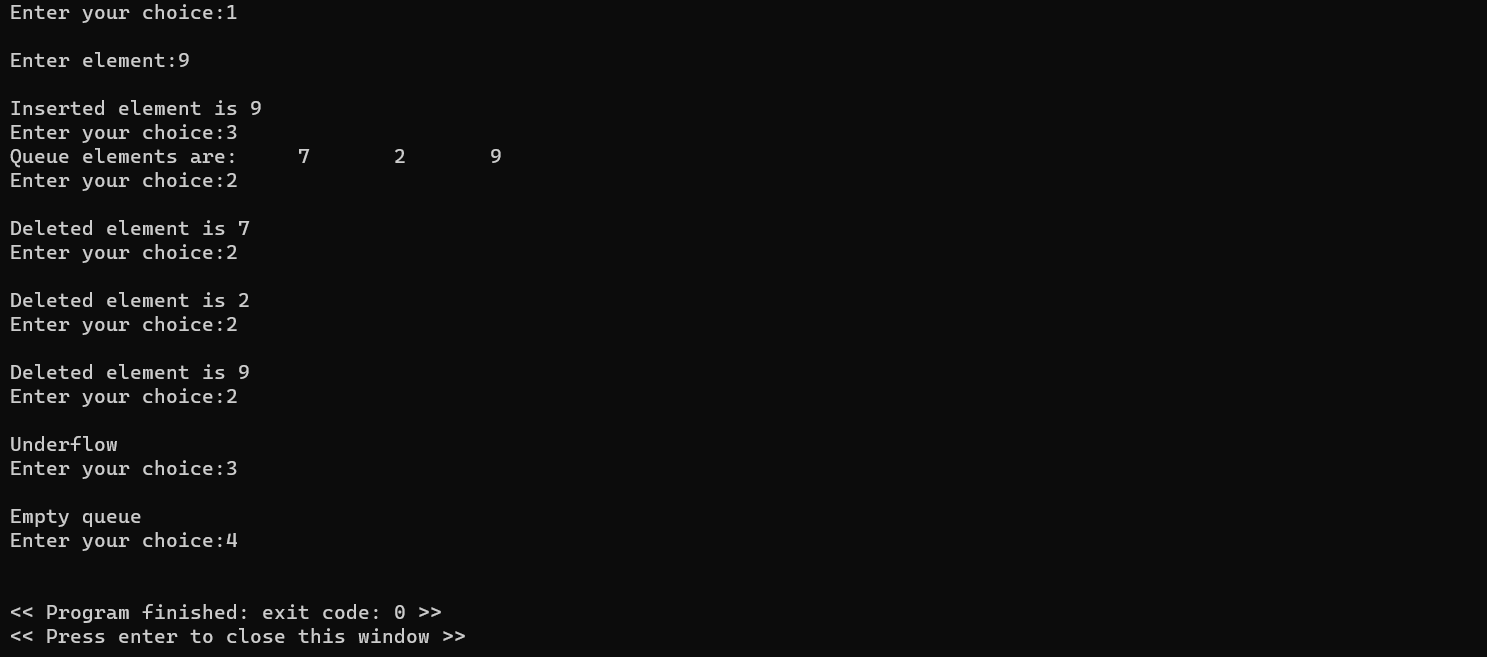 Enter your choice:1
Enter element:9
Inserted element is 9
Enter your choice:3
Queue elements are:     7       2       9
Enter your choice:2
Deleted element is 7
Enter your choice:2
Deleted element is 2
Enter your choice:2
Deleted element is 9
Enter your choice:2
Underflow
Enter your choice:3
Empty queue
Enter your choice:4
<< Program finished: exit code: 0 >>
<< Press enter to close this window >>